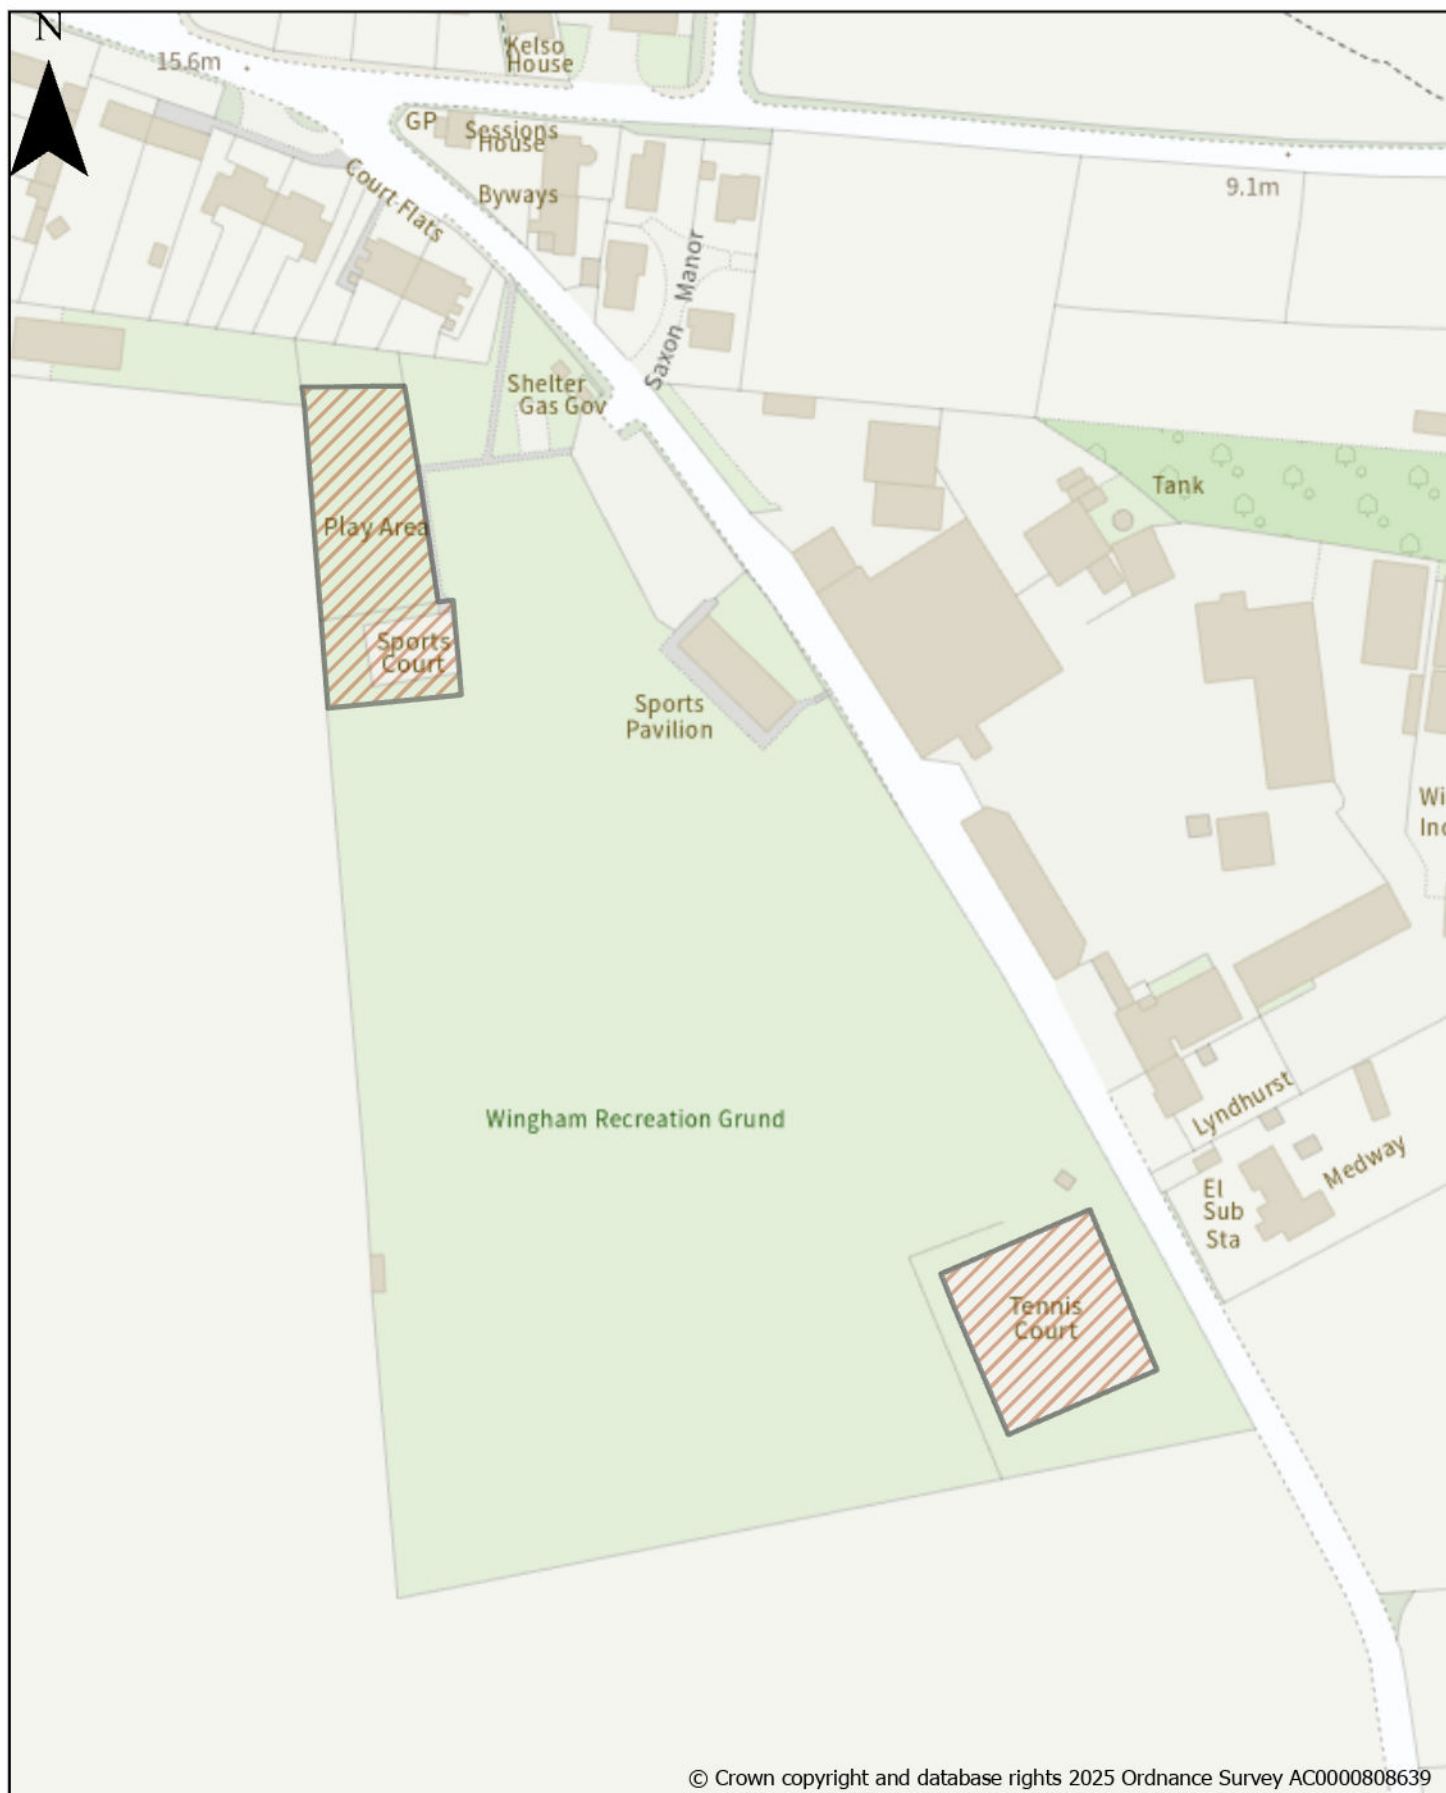 N
15.6m
Kelso
House
GP
Sessions
House
Court Flats
Byways
9.1m
Saxon Manor
Shelter
Gas Gov
Tank
Play Area
Sports
Court
Sports
Pavilion
Wi
Ind
Wingham Recreation Grund
Lyndhurst
Medway
El
Sub
Sta
Tennis
Court
© Crown copyright and database rights 2025 Ordnance Survey AC0000808639